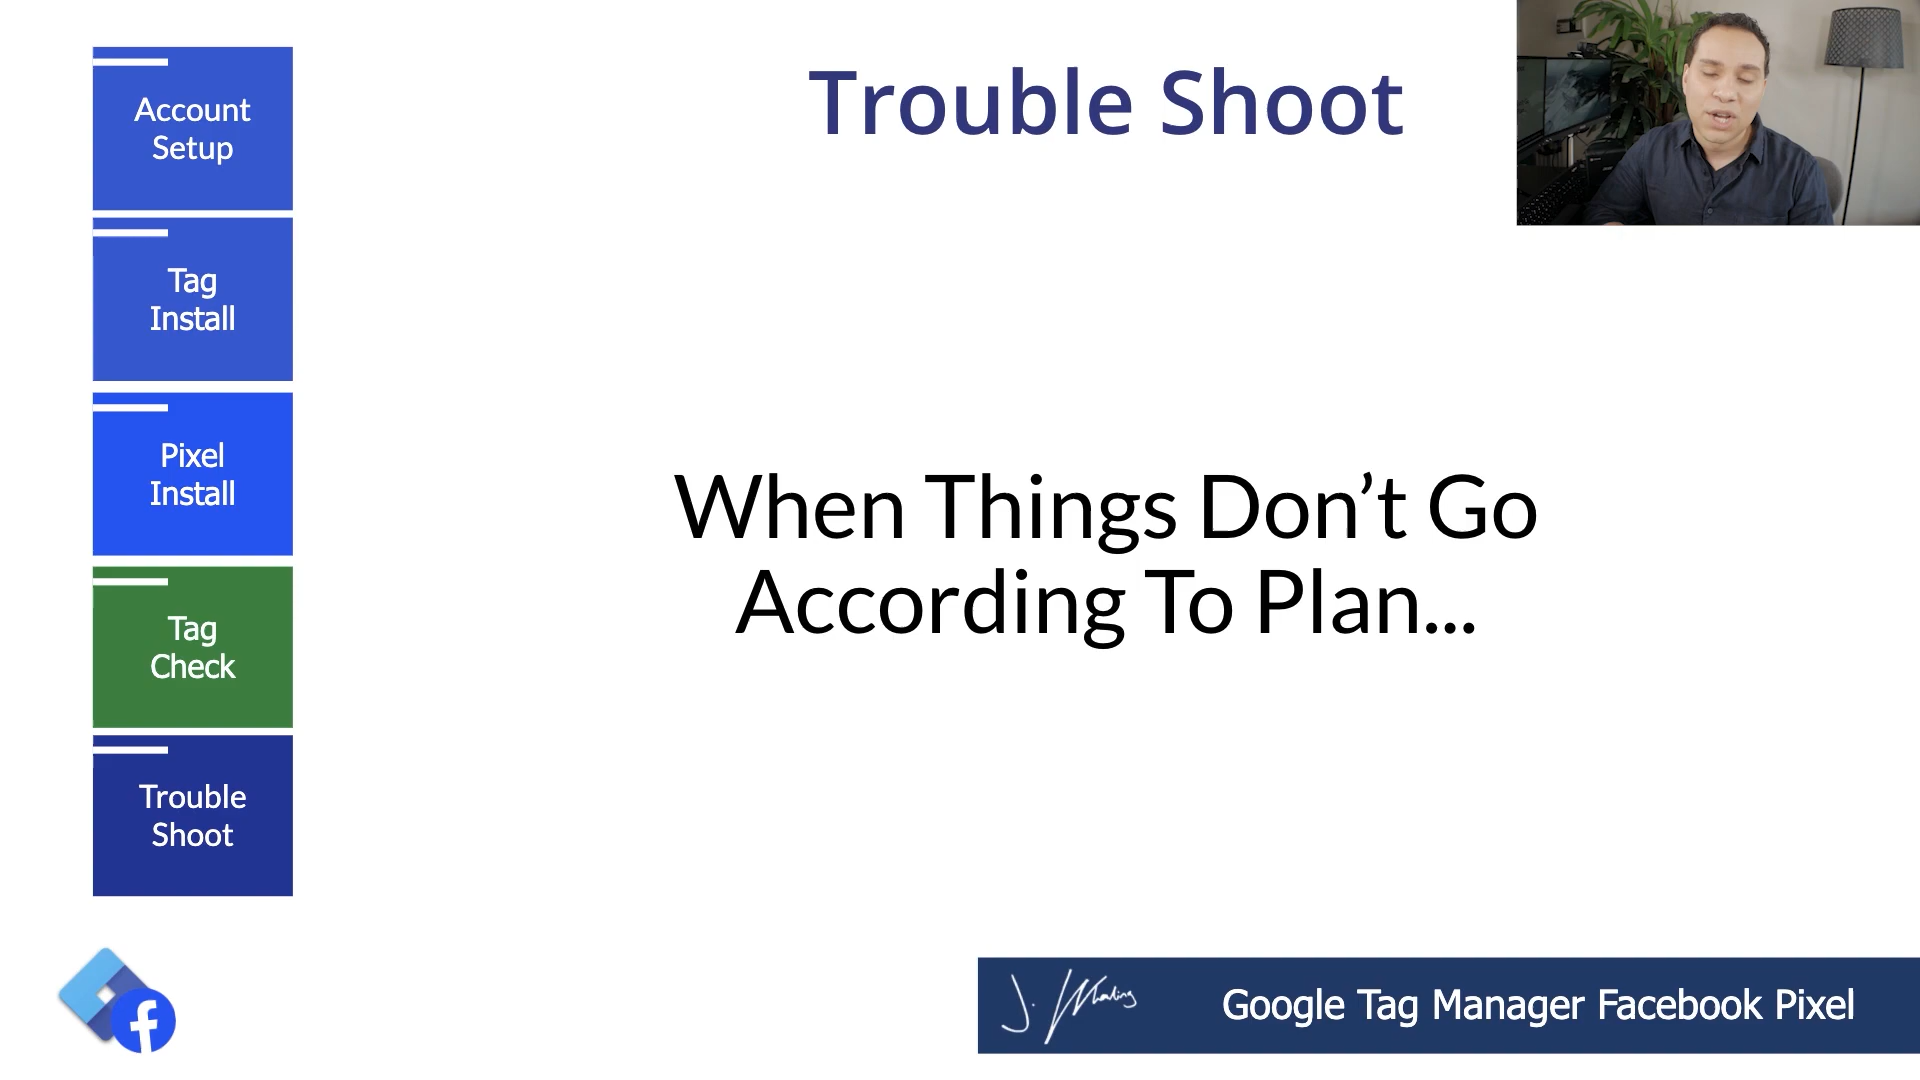 Account
Setup
Tag
Install
Pixel
Install
Tag
Check
Trouble
Shoot
Trouble Shoot
When Things Don’t Go
According To Plan...
Google Tag Manager Facebook Pixel